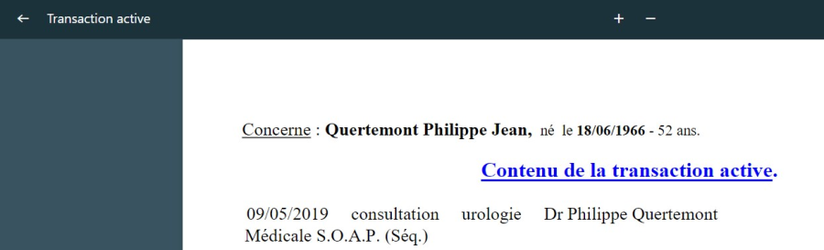 Transaction active
Concerne : Quertemont Philippe Jean, né le 18/06/1966 - 52 ans.
Contenu de la transaction active.
09/05/2019 consultation urologie Dr Philippe Quertemont
Médicale S.O.A.P. (Séq.)